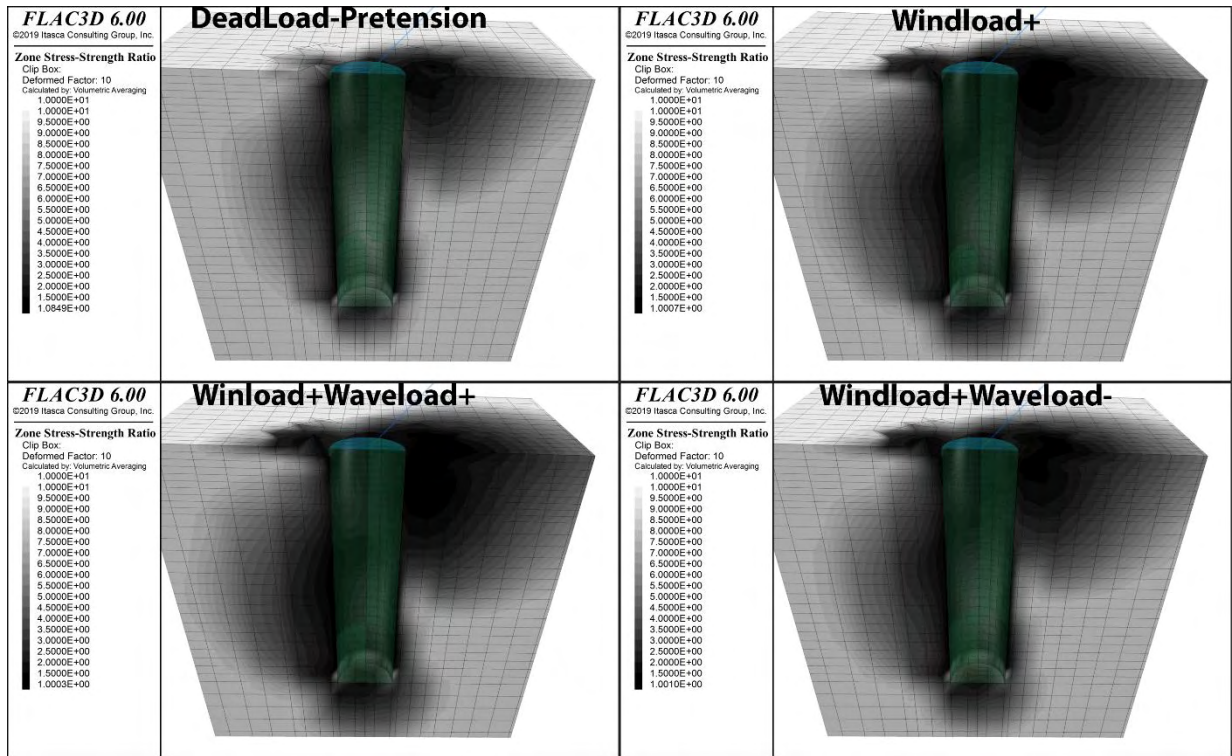 FLAC3D 6.00
©2019 Itasca Consulting Group, Inc.
Zone Stress-Strength Ratio
Clip Box:
Deformed Factor: 10
Calculated by: Volumetric Averaging
1.0000E+01
1.0000E+01
9.5000E+00
9.0000E+00
8.5000E+00
8.0000E+00
7.5000E+00
7.0000E+00
6.5000E+00
6.0000E+00
5.5000E+00
5.0000E+00
4.5000E+00
4.0000E+00
3.5000E+00
3.0000E+00
2.5000E+00
2.0000E+00
1.5000E+00
1.0849E+00
DeadLoad-Pretension
FLAC3D 6.00
©2019 Itasca Consulting Group, Inc.
Zone Stress-Strength Ratio
Clip Box:
Deformed Factor: 10
Calculated by: Volumetric Averaging
1.0000E+01
1.0000E+01
9.5000E+00
9.0000E+00
8.5000E+00
8.0000E+00
7.5000E+00
7.0000E+00
6.5000E+00
6.0000E+00
5.5000E+00
5.0000E+00
4.5000E+00
4.0000E+00
3.5000E+00
3.0000E+00
2.5000E+00
2.0000E+00
1.5000E+00
1.0007E+00
Windload+
FLAC3D 6.00
©2019 Itasca Consulting Group, Inc.
Zone Stress-Strength Ratio
Clip Box:
Deformed Factor: 10
Calculated by: Volumetric Averaging
1.0000E+01
1.0000E+01
9.5000E+00
9.0000E+00
8.5000E+00
8.0000E+00
7.5000E+00
7.0000E+00
6.5000E+00
6.0000E+00
5.5000E+00
5.0000E+00
4.5000E+00
4.0000E+00
3.5000E+00
3.0000E+00
2.5000E+00
2.0000E+00
1.5000E+00
1.0003E+00
Winload+Waveload+
FLAC3D 6.00
©2019 Itasca Consulting Group, Inc.
Zone Stress-Strength Ratio
Clip Box:
Deformed Factor: 10
Calculated by: Volumetric Averaging
1.0000E+01
1.0000E+01
9.5000E+00
9.0000E+00
8.5000E+00
8.0000E+00
7.5000E+00
7.0000E+00
6.5000E+00
6.0000E+00
5.5000E+00
5.0000E+00
4.5000E+00
4.0000E+00
3.5000E+00
3.0000E+00
2.5000E+00
2.0000E+00
1.5000E+00
1.0010E+00
Windload+Waveload-